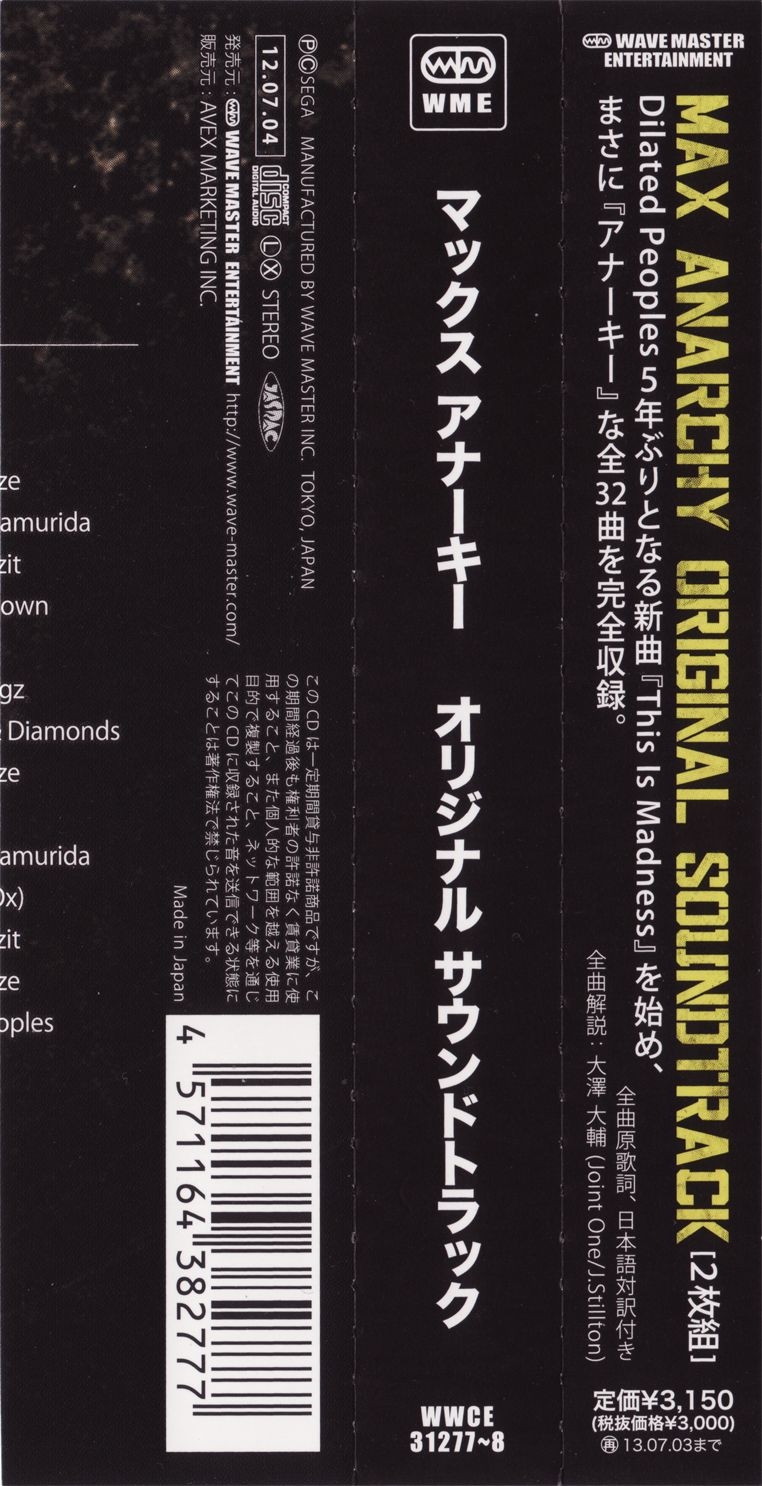 WAVE MASTER
ENTERTAINMENT
MAX ANARCHY ORIGINAL SOUNDTRACK [2枚組]
Dilated Peoples 5年ぶりとなる新曲『This Is Madness』を始め、
まさに『アナーキー』な全32曲を完全収録。
全曲原歌詞、日本語対訳付き
全曲解説：大澤 大輔 (Joint One/J.Stillton)
定価¥3,150
(税抜価格¥3,000)
再 13.07.03まで
WME
マックス アナーキー オリジナル サウンドトラック
WWCE
31277~8
ⓅⒸSEGA MANUFACTURED BY WAVE MASTER INC. TOKYO, JAPAN
12.07.04 COMPACT disc DIGITAL AUDIO Ⓛ Ⓧ STEREO JASRAC
発売元：WAVE MASTER ENTERTAINMENT http://www.wave-master.com/
販売元：AVEX MARKETING INC.
このCDは一定期間貸与非許諾商品ですが、こ
の期間経過後も権利者の許諾なく賃貸業に使
用すること、また個人的な範囲を越える使用
目的で複製すること、ネットワーク等を通じ
てこのCDに収録された音を送信できる状態に
することは著作権法で禁じられています。
Made in Japan
4 571164 382777
ze
amurida
zit
own
gz
e Diamonds
ze
amurida
Ox)
zit
ze
oples